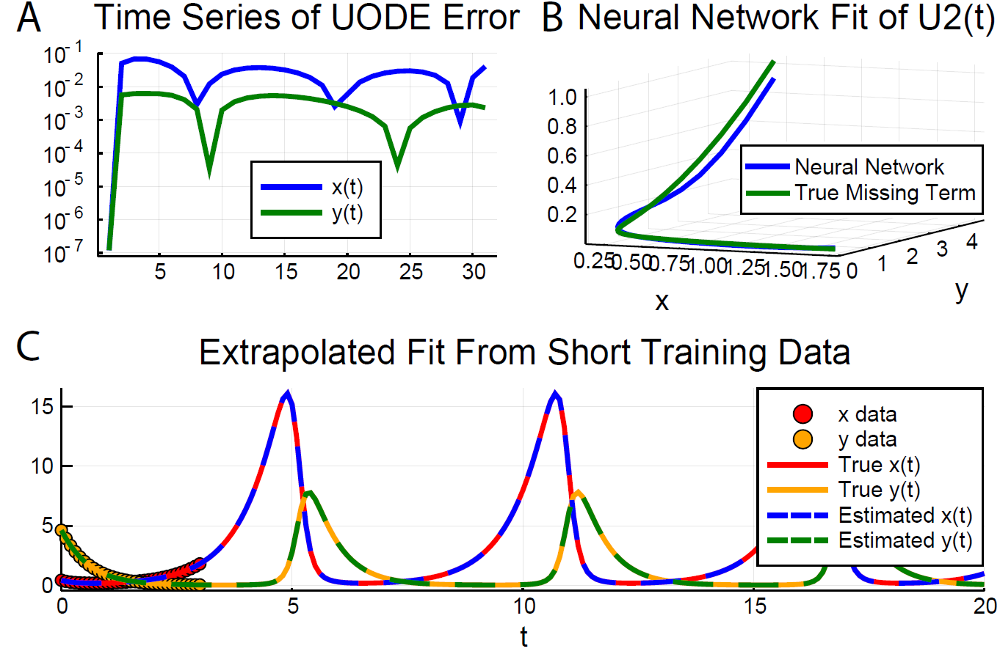 A Time Series of UODE Error
10^-1
10^-2
10^-3
10^-4
10^-5
10^-6
10^-7
x(t)
y(t)
5 10 15 20 25 30
B Neural Network Fit of U2(t)
1.0
0.8
0.6
0.4
0.2
Neural Network
True Missing Term
0.25 0.50 0.75 1.00 1.25 1.50 1.75
0 1 2 3 4
x
y
C Extrapolated Fit From Short Training Data
15
10
5
0
x data
y data
True x(t)
True y(t)
Estimated x(t)
Estimated y(t)
0 5 10 15 20
t